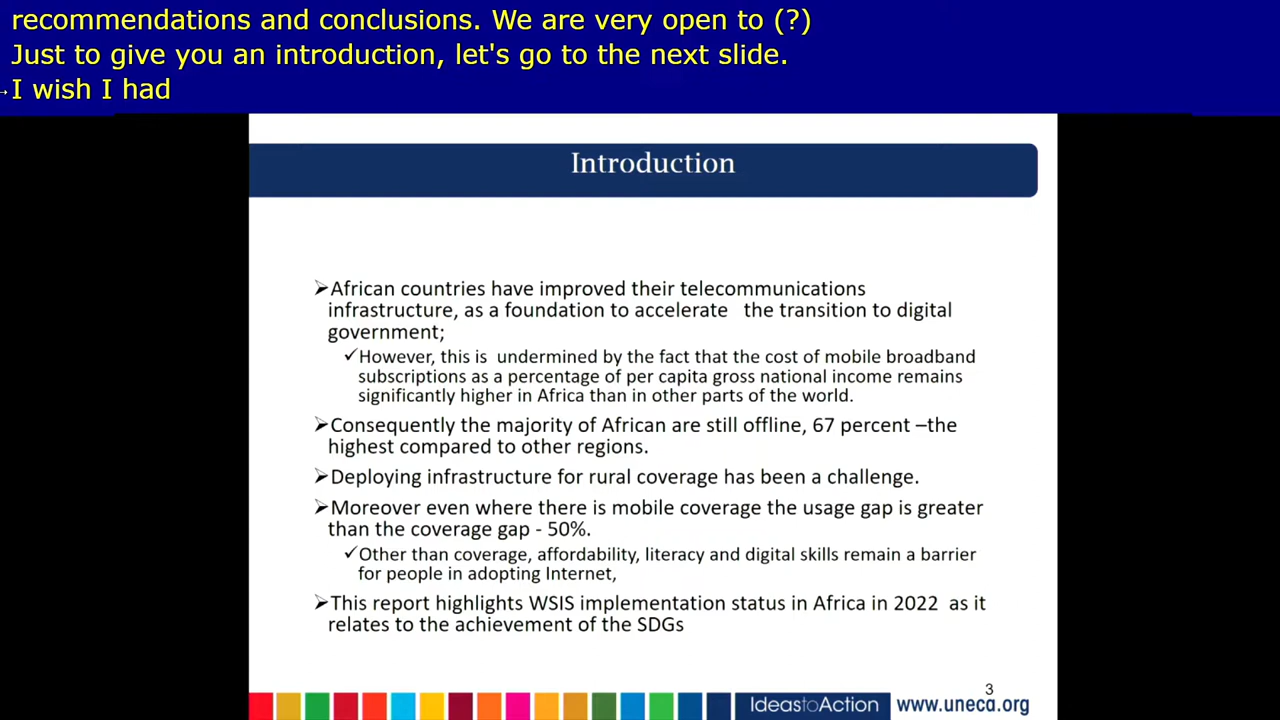 recommendations and conclusions. We are very open to (?)
Just to give you an introduction, let's go to the next slide.
I wish I had
Introduction
➢African countries have improved their telecommunications
infrastructure, as a foundation to accelerate the transition to digital
government;
✓However, this is undermined by the fact that the cost of mobile broadband
subscriptions as a percentage of per capita gross national income remains
significantly higher in Africa than in other parts of the world.
➢Consequently the majority of African are still offline, 67 percent –the
highest compared to other regions.
➢Deploying infrastructure for rural coverage has been a challenge.
➢Moreover even where there is mobile coverage the usage gap is greater
than the coverage gap - 50%.
✓Other than coverage, affordability, literacy and digital skills remain a barrier
for people in adopting Internet,
➢This report highlights WSIS implementation status in Africa in 2022 as it
relates to the achievement of the SDGs
3
IdeastoAction www.uneca.org